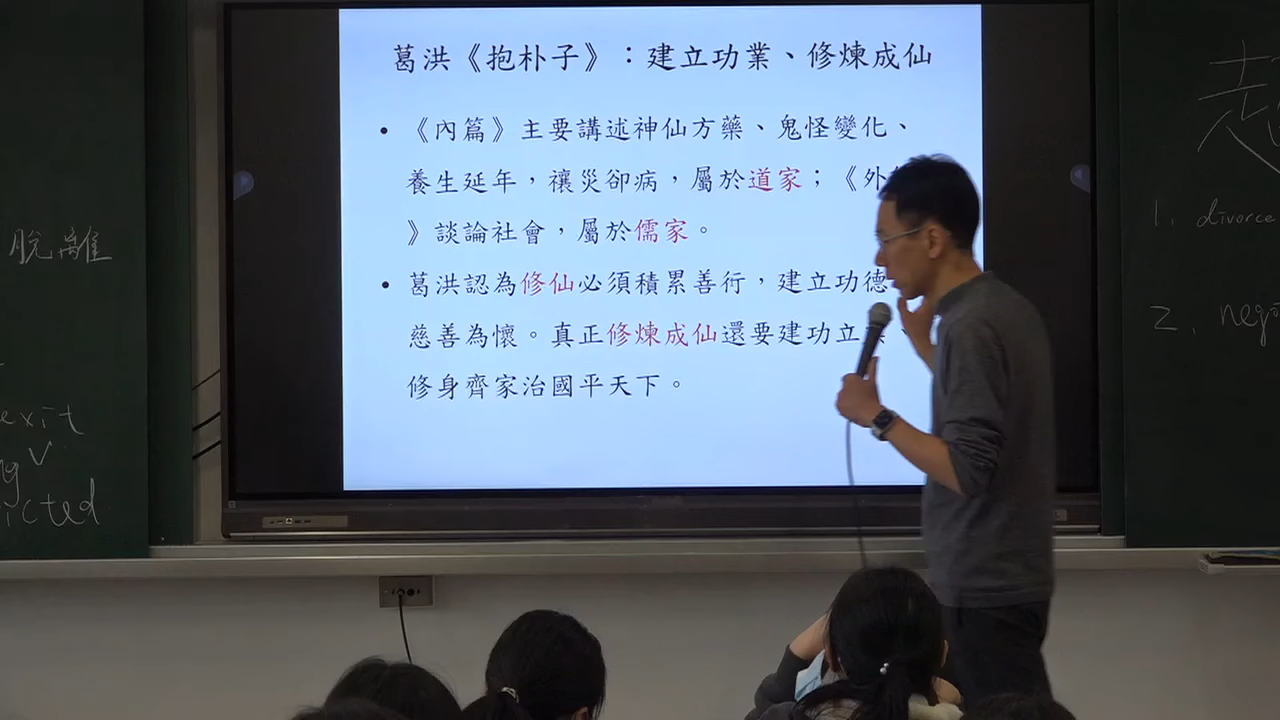 葛洪《抱朴子》：建立功業、修煉成仙
• 《內篇》主要講述神仙方藥、鬼怪變化、
養生延年，禳災卻病，屬於道家；《外
》談論社會，屬於儒家。
• 葛洪認為修仙必須積累善行，建立功德
慈善為懷。真正修煉成仙還要建功立
修身齊家治國平天下。
脫離
exit
v
icted
1. divorce
2. neg